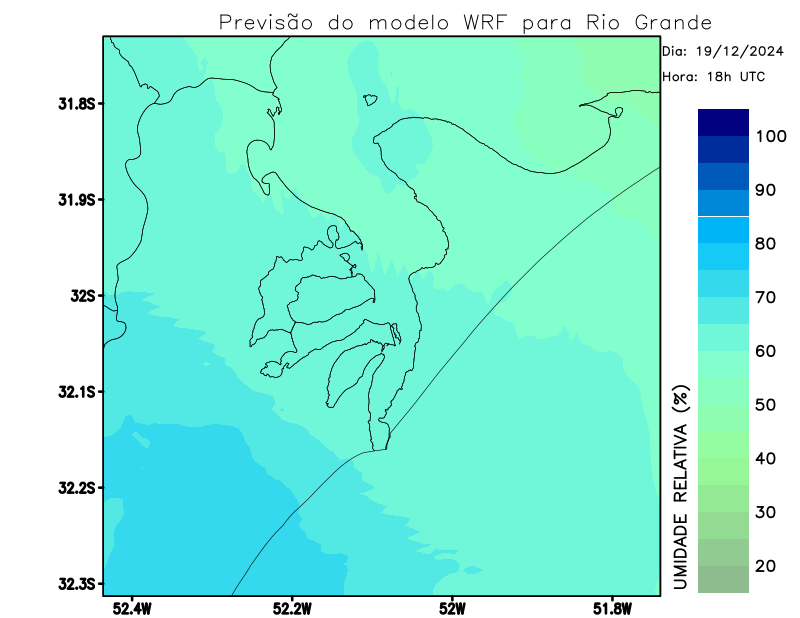 Previsão do modelo WRF para Rio Grande
Dia: 19/12/2024
Hora: 18h UTC
31.8S
31.9S
32S
32.1S
32.2S
32.3S
52.4W
52.2W
52W
51.8W
100
90
80
70
60
50
40
30
20
UMIDADE RELATIVA (%)